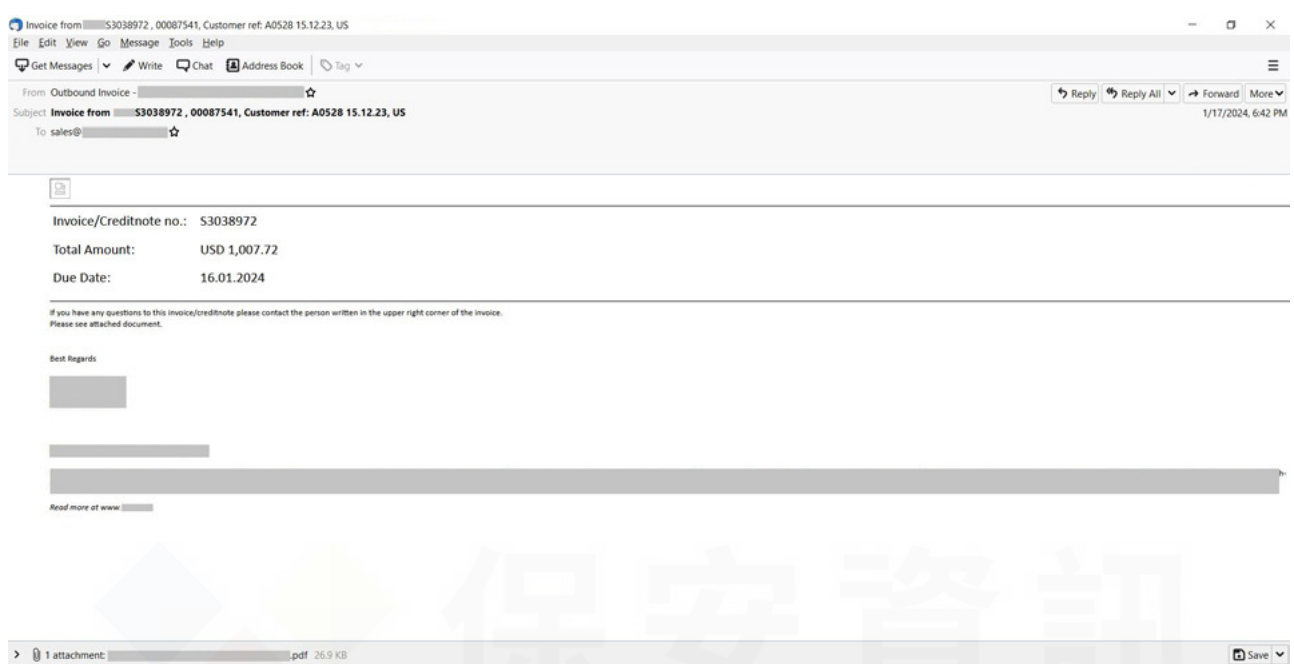 Invoice from S3038972 , 00087541, Customer ref: A0528 15.12.23, US
File Edit View Go Message Tools Help
Get Messages Write Chat Address Book Tag
From Outbound Invoice -
Reply Reply All Forward More
Subject Invoice from S3038972 , 00087541, Customer ref: A0528 15.12.23, US
1/17/2024, 6:42 PM
To sales@
Invoice/Creditnote no.: S3038972
Total Amount: USD 1,007.72
Due Date: 16.01.2024
If you have any questions to this invoice/creditnote please contact the person written in the upper right corner of the invoice.
Please see attached document.
Best Regards
h-
Read more at www.
保安資訊
1 attachment: .pdf 26.9 KB Save